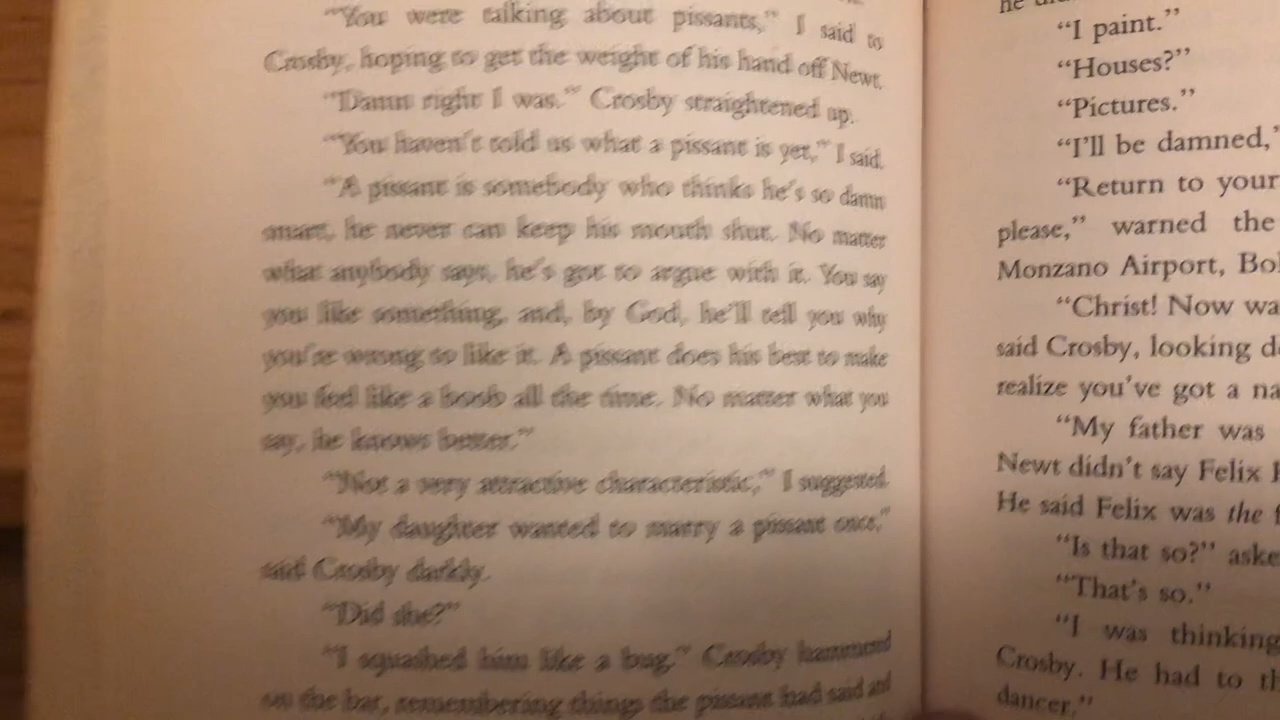 “You were talking about pissants,” I said to
Crosby, hoping to get the weight of his hand off Newt.
“Damn right I was.” Crosby straightened up.
“You haven’t told us what a pissant is yet,” I said.
“A pissant is somebody who thinks he’s so damn
smart, he never can keep his mouth shut. No matter
what anybody says, he’s got to argue with it. You say
you like something, and, by God, he’ll tell you why
you’re wrong to like it. A pissant does his best to make
you feel like a boob all the time. No matter what you
say, he knows better.”
“Not a very attractive characteristic,” I suggested.
“My daughter wanted to marry a pissant once,”
said Crosby darkly.
“Did she?”
“I squashed him like a bug.” Crosby hammered
on the bar, remembering things the pissant had said and
he
“I paint.”
“Houses?”
“Pictures.”
“I’ll be damned,
“Return to your
please,” warned the
Monzano Airport,
“Christ! Now
said Crosby, looking
realize you’ve got a
“My father was
Newt didn’t say Felix
He said Felix was the
“Is that so?”
“That’s so.”
“I was thinking
Crosby. He had to
dancer.”